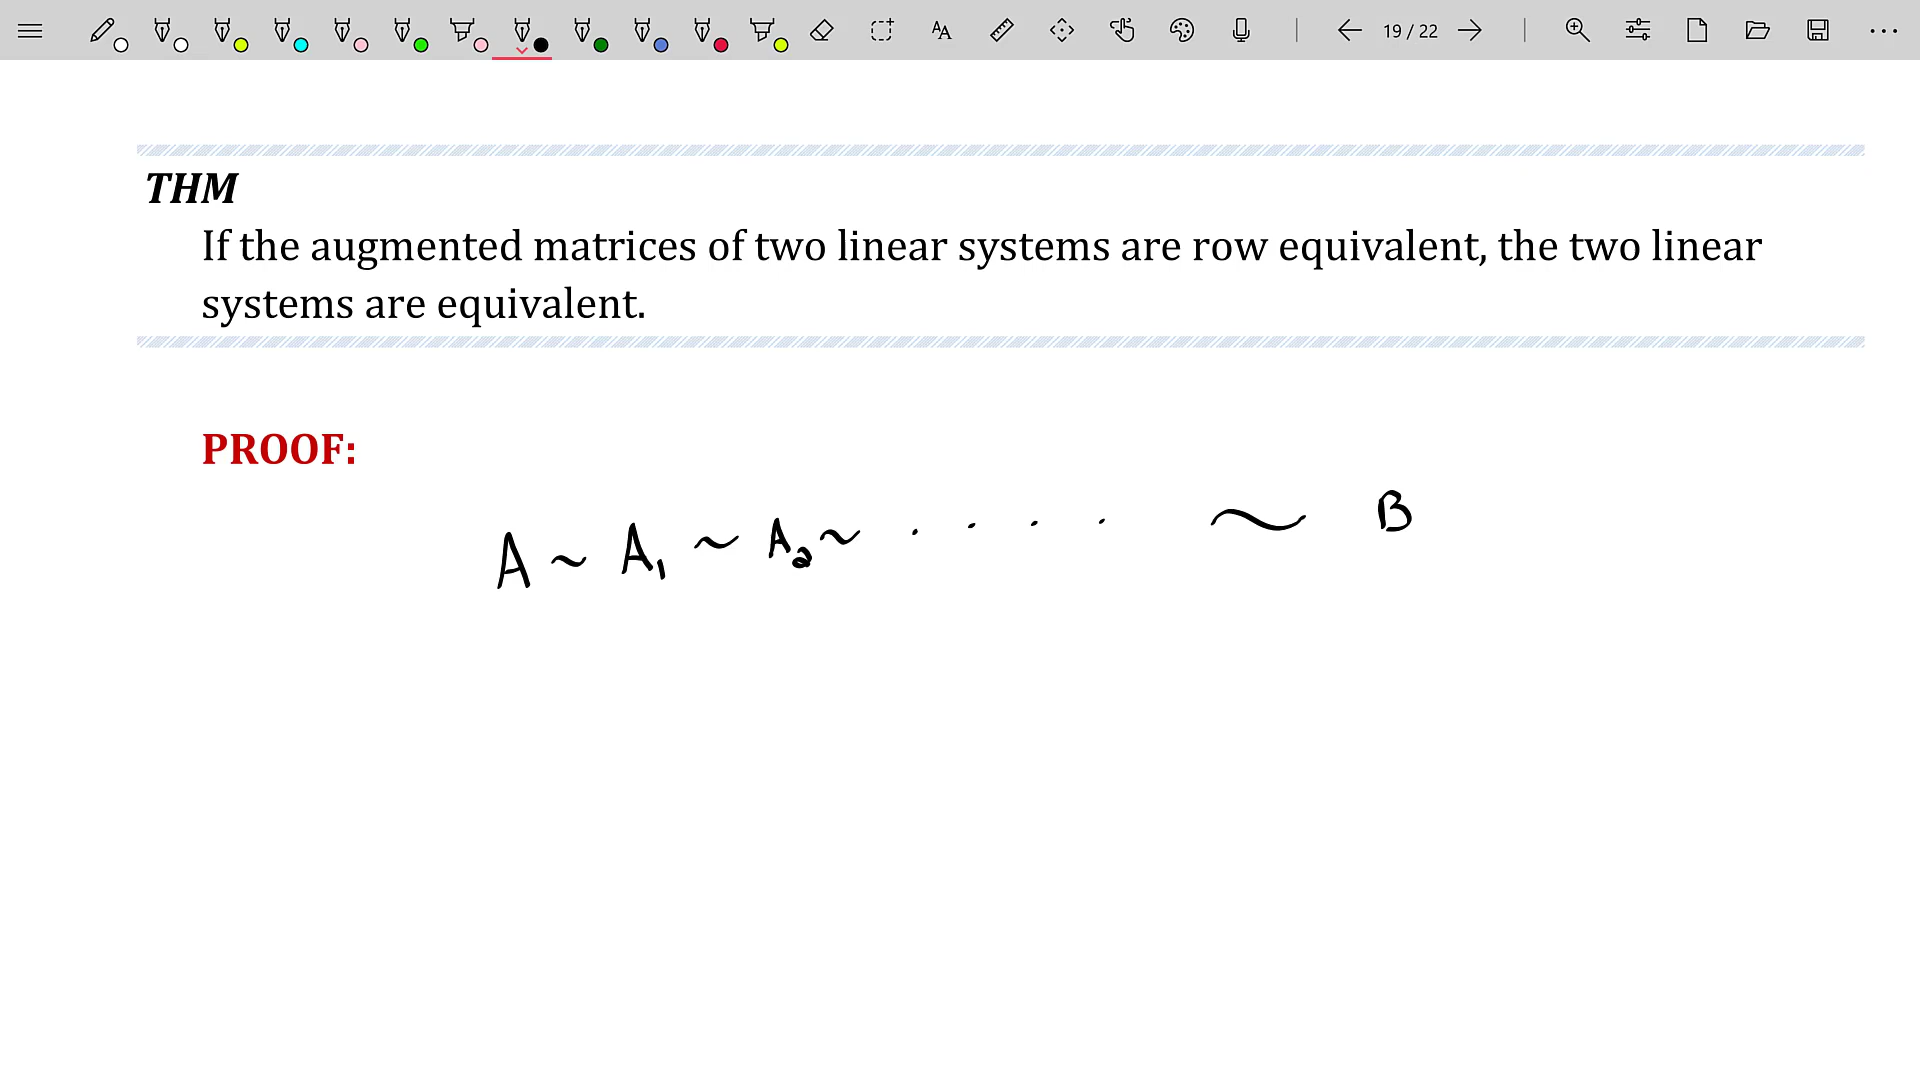 19 / 22
THM
If the augmented matrices of two linear systems are row equivalent, the two linear
systems are equivalent.
PROOF:
A ~ A₁ ~ A₂ ~ . . . . ~ B